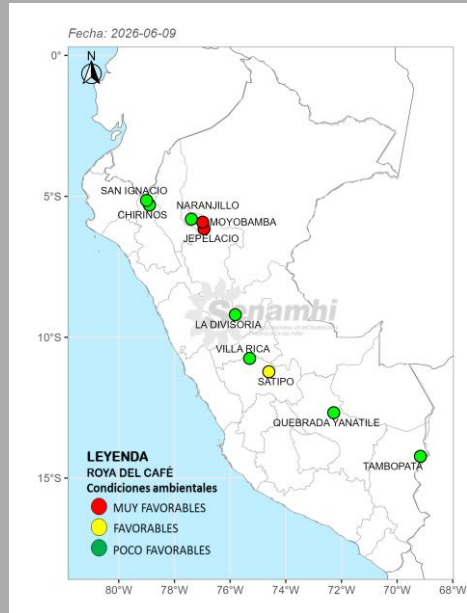 Fecha: 2026-06-09
0°
N
SAN IGNACIO
NARANJILLO
5°S
MOYOBAMBA
CHIRINOS
JEPELACIO
Senamhi
10°S
LA DIVISORIA
VILLA RICA
SATIPO
QUEBRADA YANATILE
TAMBOPATA
LEYENDA
ROYA DEL CAFÉ
15°S
Condiciones ambientales
MUY FAVORABLES
FAVORABLES
POCO FAVORABLES
80°W
78°W
76°W
74°W
72°W
70°W
68°W